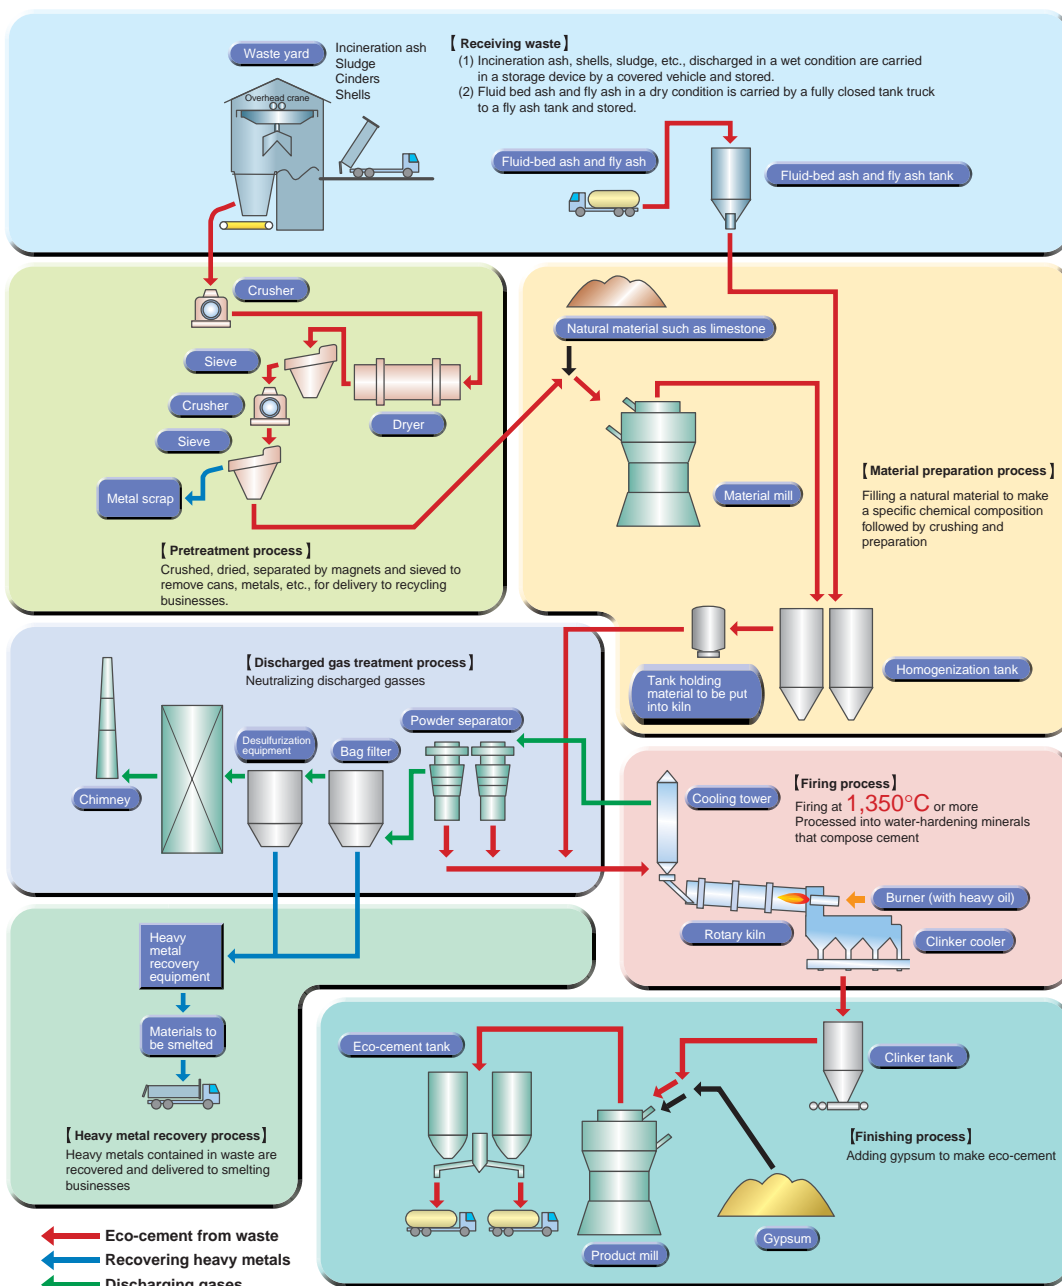 Waste yard
Incineration ash
Sludge
Cinders
Shells
Overhead crane
【 Receiving waste】
(1) Incineration ash, shells, sludge, etc., discharged in a wet condition are carried
in a storage device by a covered vehicle and stored.
(2) Fluid bed ash and fly ash in a dry condition is carried by a fully closed tank truck
to a fly ash tank and stored.
Fluid-bed ash and fly ash
Fluid-bed ash and fly ash tank
Crusher
Sieve
Crusher
Sieve
Dryer
Metal scrap
【 Pretreatment process】
Crushed, dried, separated by magnets and sieved to
remove cans, metals, etc., for delivery to recycling
businesses.
Natural material such as limestone
Material mill
【 Material preparation process】
Filling a natural material to make
a specific chemical composition
followed by crushing and
preparation
Homogenization tank
Tank holding
material to be put
into kiln
【 Discharged gas treatment process】
Neutralizing discharged gasses
Powder separator
Bag filter
Desulfurization
equipment
Chimney
Cooling tower
【Firing process】
Firing at 1,350°C or more
Processed into water-hardening minerals
that compose cement
Burner (with heavy oil)
Rotary kiln
Clinker cooler
Heavy
metal
recovery
equipment
Materials to
be smelted
【 Heavy metal recovery process】
Heavy metals contained in waste are
recovered and delivered to smelting
businesses
Eco-cement tank
Clinker tank
【Finishing process】
Adding gypsum to make eco-cement
Product mill
Gypsum
Eco-cement from waste
Recovering heavy metals
Discharging gases